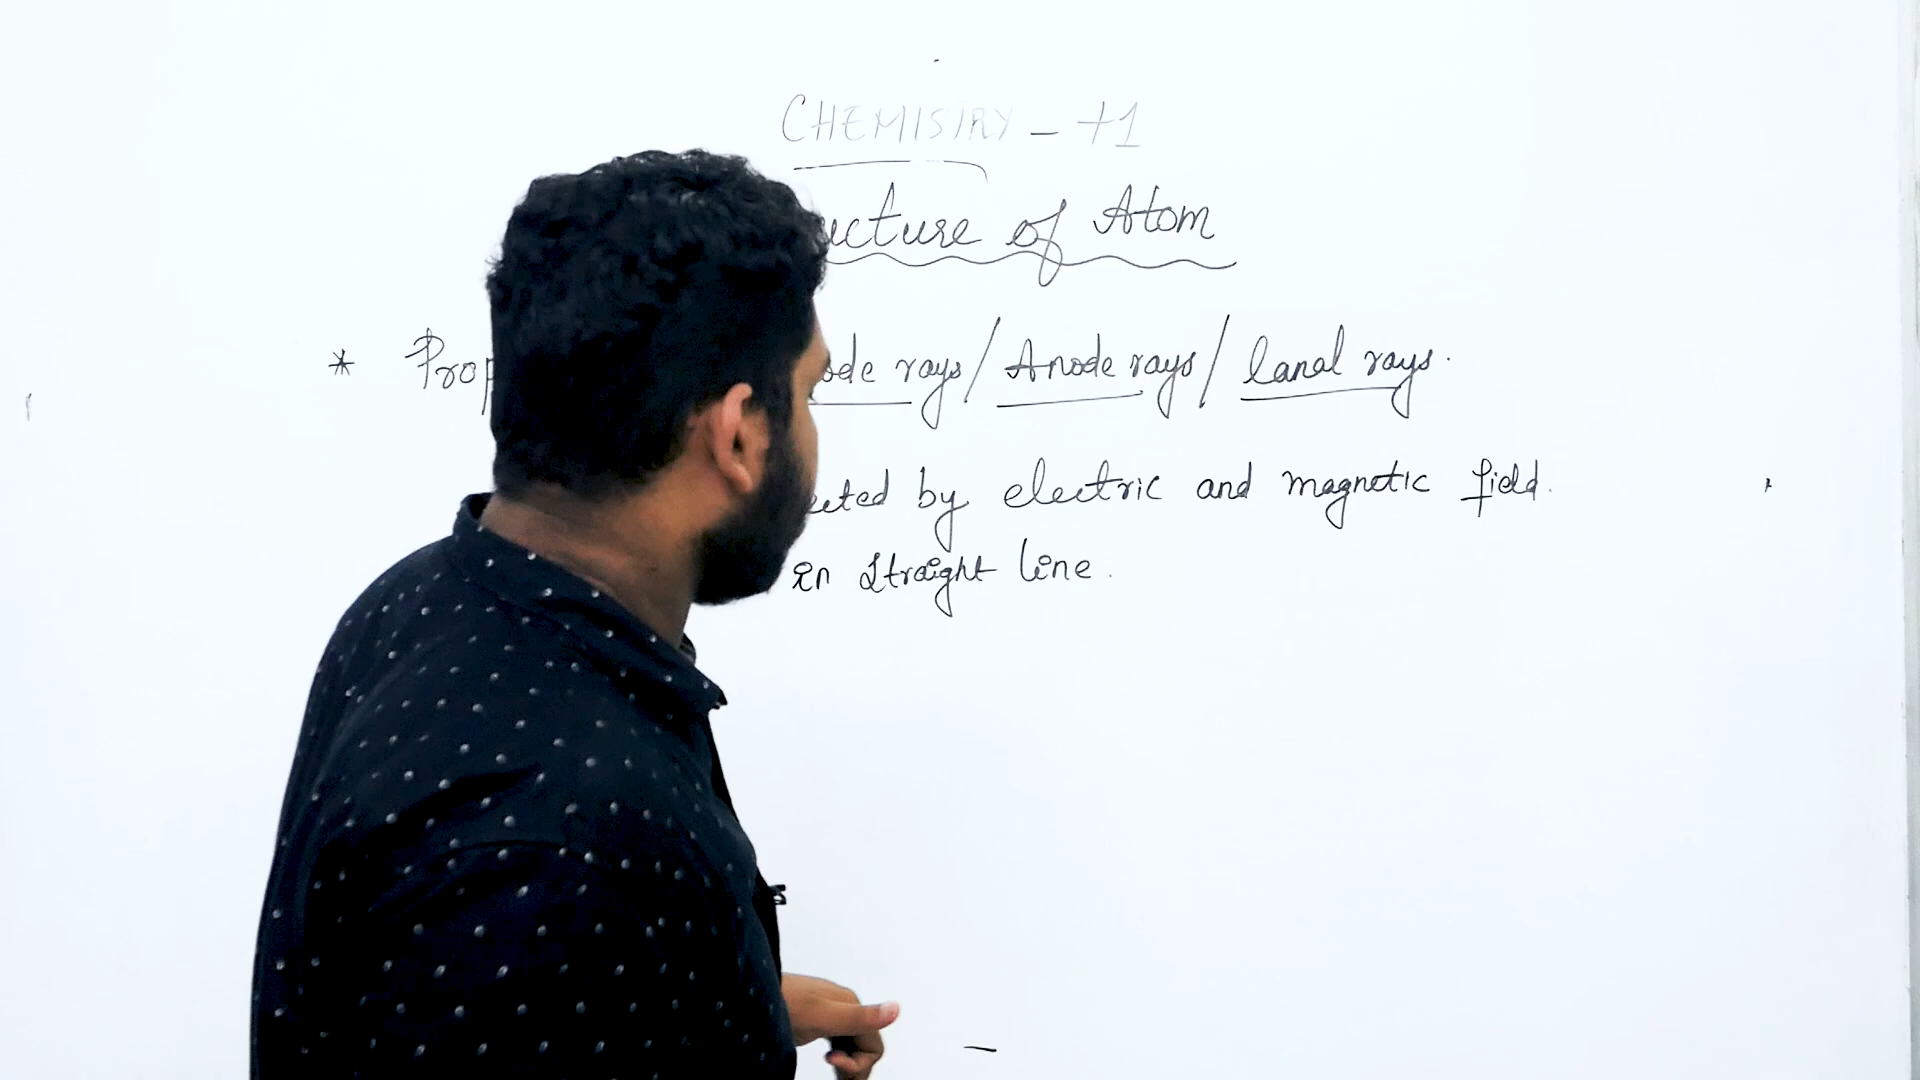 CHEMISTRY - +1
ucture of Atom
* Prop ode rays/ Anode rays/ Canal rays.
cted by electric and magnetic field.
in straight line.